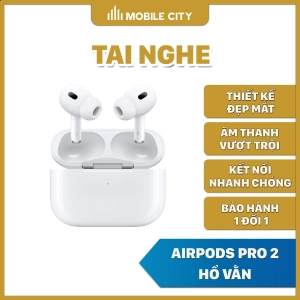 MOBILE CITY
TAI NGHE
THIẾT KẾ
ĐẸP MẮT
ÂM THANH
VƯỢT TRỘI
KẾT NỐI
NHANH CHÓNG
BẢO HÀNH
1 ĐỔI 1
AIRPODS PRO 2
HỔ VẰN